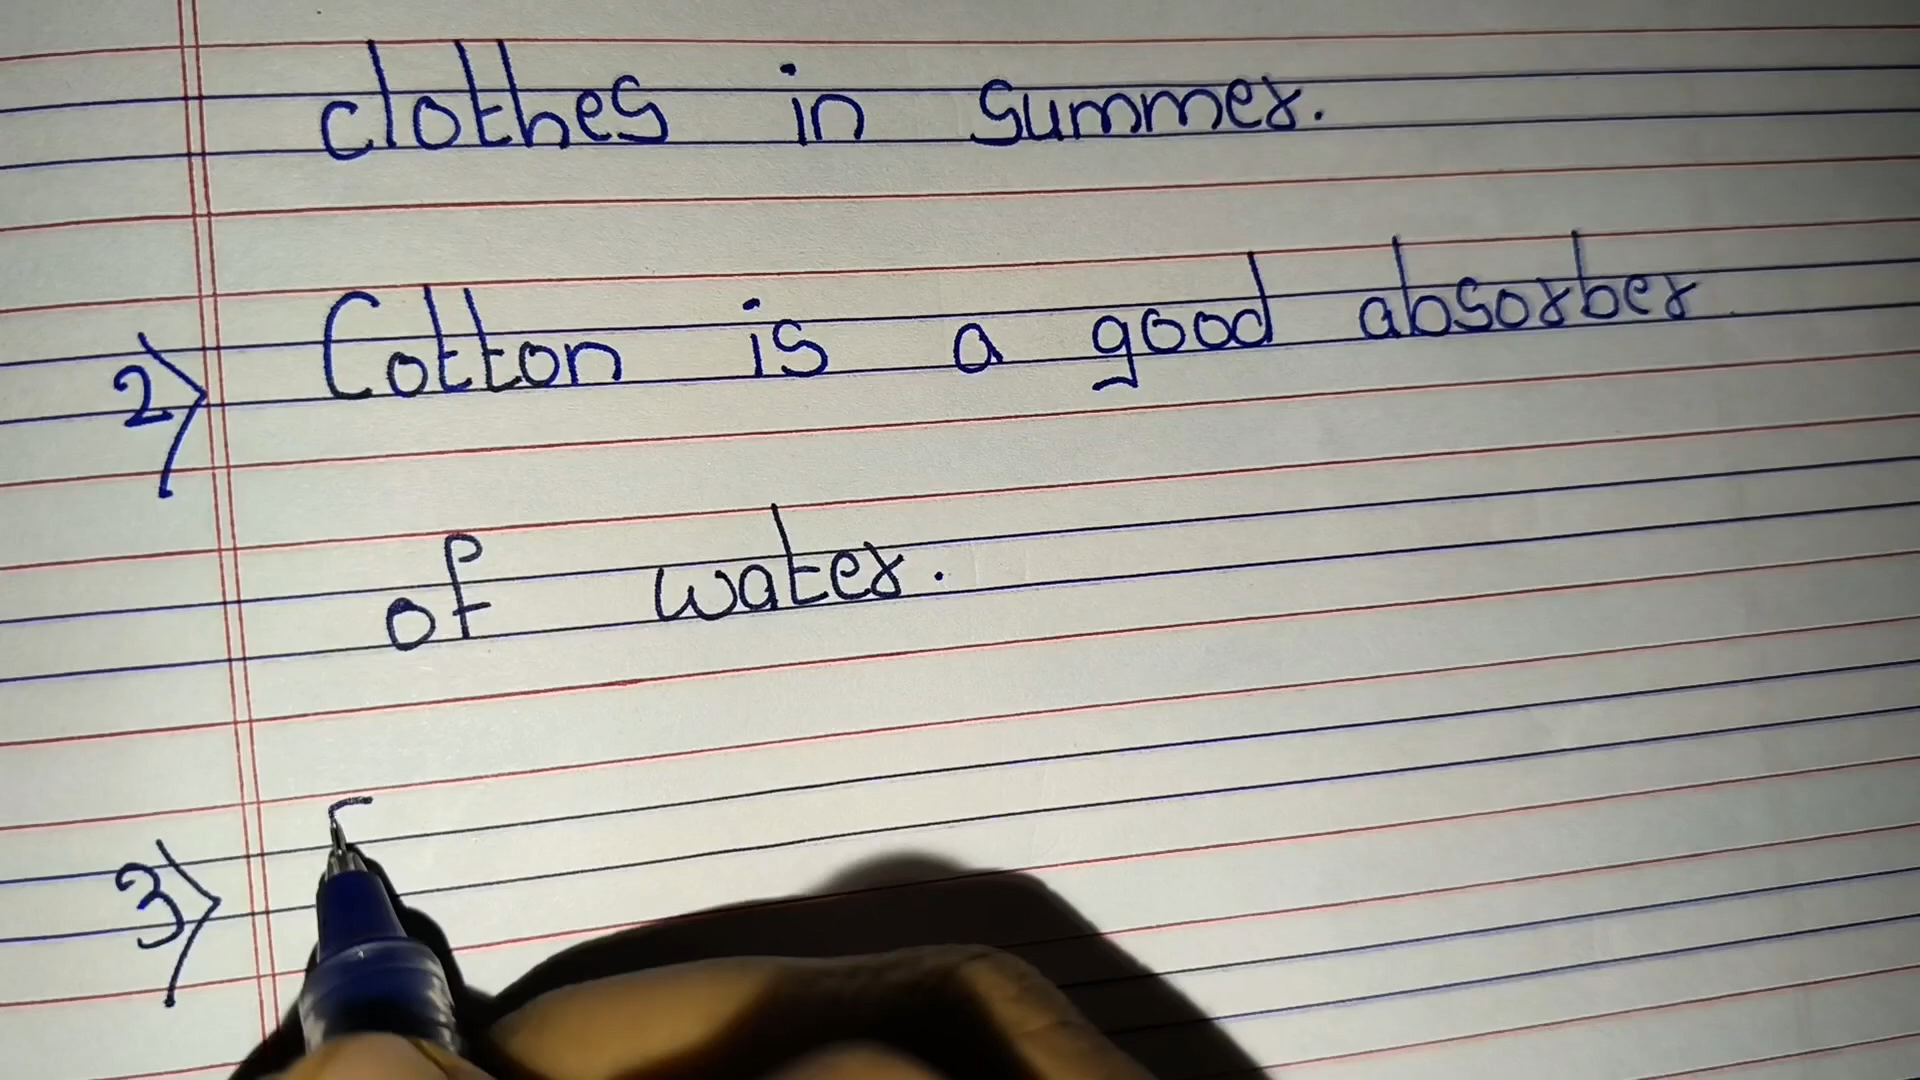 clothes in summer.
2) Cotton is a good absorber
of water.
3)